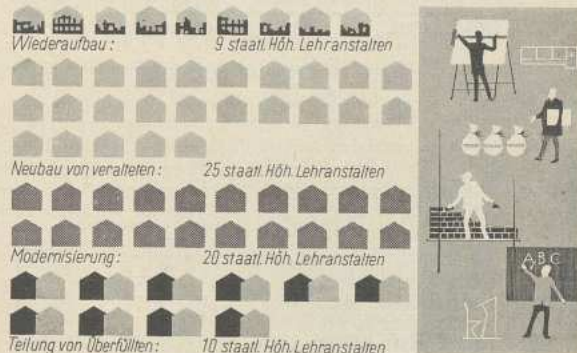 Wiederaufbau: 9 staatl. Höh. Lehranstalten
Neubau von veralteten: 25 staatl. Höh. Lehranstalten
Modernisierung: 20 staatl. Höh. Lehranstalten
Teilung von Überfüllten: 10 staatl. Höh. Lehranstalten
A B C